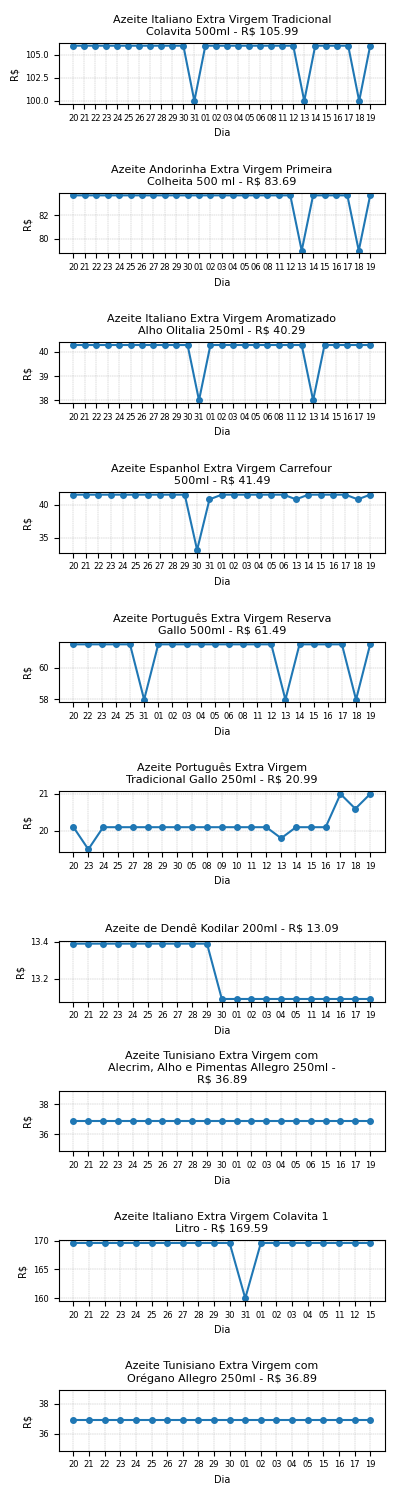 Azeite Italiano Extra Virgem Tradicional
Colavita 500ml - R$ 105.99
105.0
102.5
100.0
R$
20 21 22 23 24 25 26 27 28 29 30 31 01 02 03 04 05 06 08 11 12 13 14 15 16 17 18 19
Dia
Azeite Andorinha Extra Virgem Primeira
Colheita 500 ml - R$ 83.69
82
80
R$
20 21 22 23 24 25 26 27 28 29 30 31 01 02 03 04 05 06 08 12 13 14 15 16 17 18 19
Dia
Azeite Italiano Extra Virgem Aromatizado
Alho Olitalia 250ml - R$ 40.29
40
39
38
R$
20 21 22 23 24 25 26 27 28 29 30 31 01 02 03 04 05 06 11 12 13 14 15 16 17 18 19
Dia
Azeite Espanhol Extra Virgem Carrefour
500ml - R$ 41.49
40
35
R$
20 21 22 23 24 25 26 27 28 29 30 31 01 02 03 04 05 06 13 14 15 16 17 18 19
Dia
Azeite Português Extra Virgem Reserva
Gallo 500ml - R$ 61.49
60
58
R$
20 22 23 24 25 31 01 02 03 05 06 08 11 12 13 14 15 16 17 18 19
Dia
Azeite Português Extra Virgem
Tradicional Gallo 250ml - R$ 20.99
21
20
R$
20 23 24 25 26 27 28 30 05 08 09 10 11 12 13 14 15 16 17 18 19
Dia
Azeite de Dendê Kodilar 200ml - R$ 13.09
13.4
13.2
R$
20 21 22 23 24 25 26 27 28 29 30 01 02 03 04 05 11 14 16 17 19
Dia
Azeite Tunisiano Extra Virgem com
Alecrim, Alho e Pimentas Allegro 250ml -
R$ 36.89
38
36
R$
20 21 22 23 24 25 26 27 28 29 30 01 02 03 04 05 06 15 16 17 19
Dia
Azeite Italiano Extra Virgem Colavita 1
Litro - R$ 169.59
170
165
160
R$
20 21 22 23 24 25 26 27 28 29 30 31 01 02 03 04 05 11 12 15
Dia
Azeite Tunisiano Extra Virgem com
Orégano Allegro 250ml - R$ 36.89
38
36
R$
20 21 22 23 24 25 26 27 28 29 30 31 01 02 03 04 05 15 16 17 19
Dia